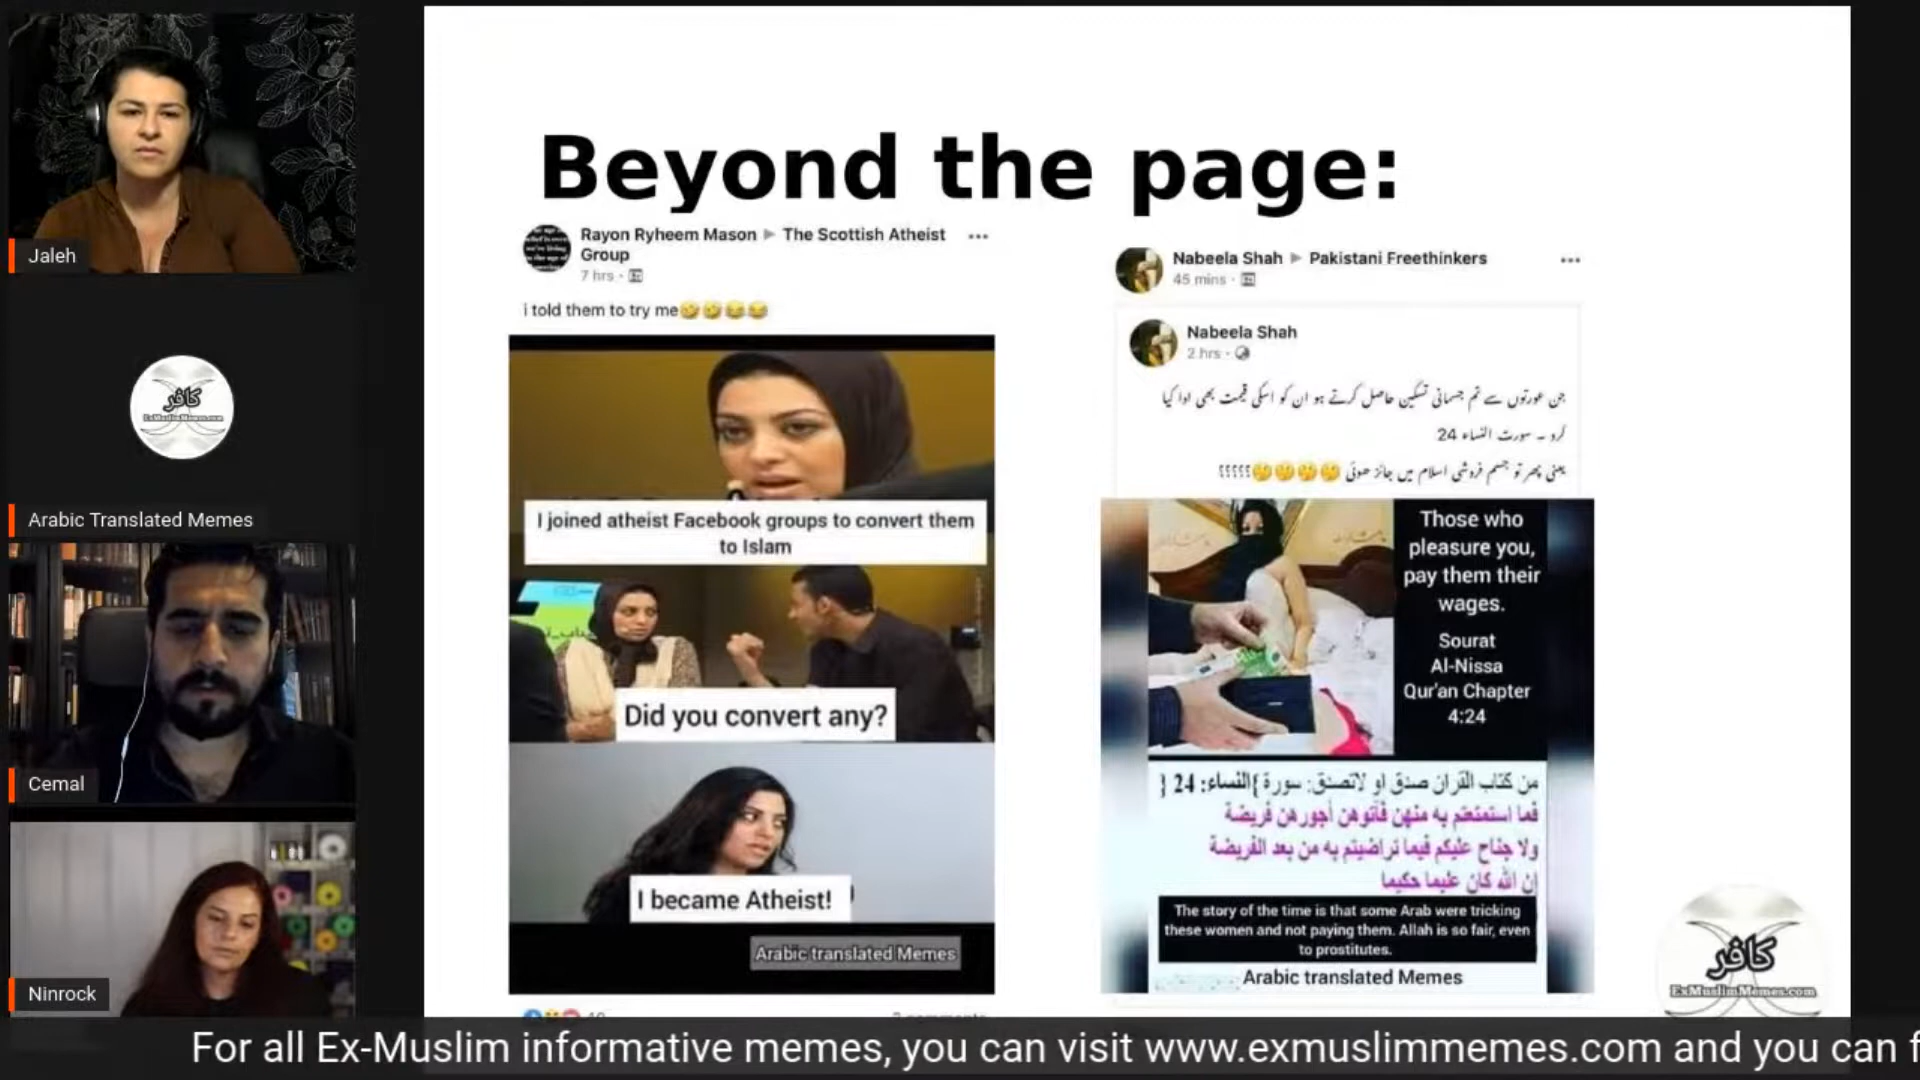 Jaleh
كافر
ExMuslimMemes.com
Arabic Translated Memes
Cemal
Ninrock
Beyond the page:
Rayon Ryheem Mason ▶ The Scottish Atheist
Group
7 hrs ·
i told them to try me🤣🤣😂😂
I joined atheist Facebook groups to convert them
to Islam
Did you convert any?
I became Atheist!
Arabic translated Memes
Nabeela Shah ▶ Pakistani Freethinkers
45 mins ·
Nabeela Shah
2 hrs ·
جن عورتوں سے تم جسمانی تسکین حاصل کرتے ہو ان کو اسکی قیمت بھی ادا کیا
کرو ۔ سورت النساء 24
یعنی پھر تو جسم فروشی اسلام میں جائز ھوئی 🤔🤔🤔🤔؟؟؟؟؟
Those who
pleasure you,
pay them their
wages.
Sourat
Al-Nissa
Qur'an Chapter
4:24
من كتاب القران صدق او لاتصدق: سورة }النساء: 24 {
فما استمتعتم به منهن فأتوهن أجورهن فريضة
ولا جناح عليكم فيما تراضيتم به من بعد الفريضة
إن الله كان عليما حكيما
The story of the time is that some Arab were tricking
these women and not paying them. Allah is so fair, even
to prostitutes.
Arabic translated Memes
كافر
ExMuslimMemes.com
For all Ex-Muslim informative memes, you can visit www.exmuslimmemes.com and you can f